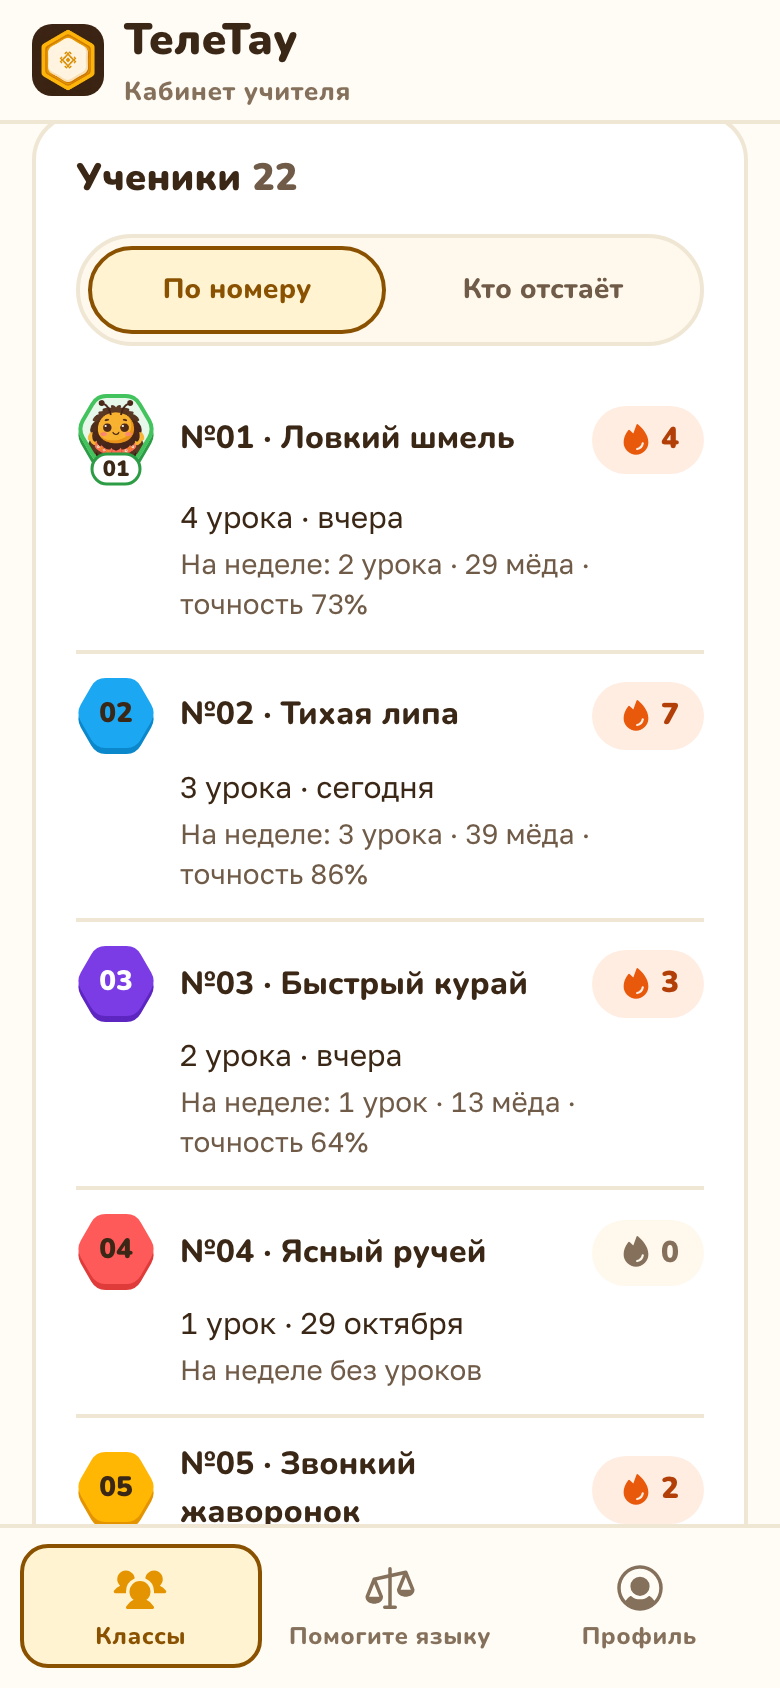 ТелеТау
Кабинет учителя
Ученики 22
По номеру
Кто отстаёт
01
№01 · Ловкий шмель
4
4 урока · вчера
На неделе: 2 урока · 29 мёда ·
точность 73%
02
№02 · Тихая липа
7
3 урока · сегодня
На неделе: 3 урока · 39 мёда ·
точность 86%
03
№03 · Быстрый курай
3
2 урока · вчера
На неделе: 1 урок · 13 мёда ·
точность 64%
04
№04 · Ясный ручей
0
1 урок · 29 октября
На неделе без уроков
05
№05 · Звонкий
жаворонок
2
Классы
Помогите языку
Профиль